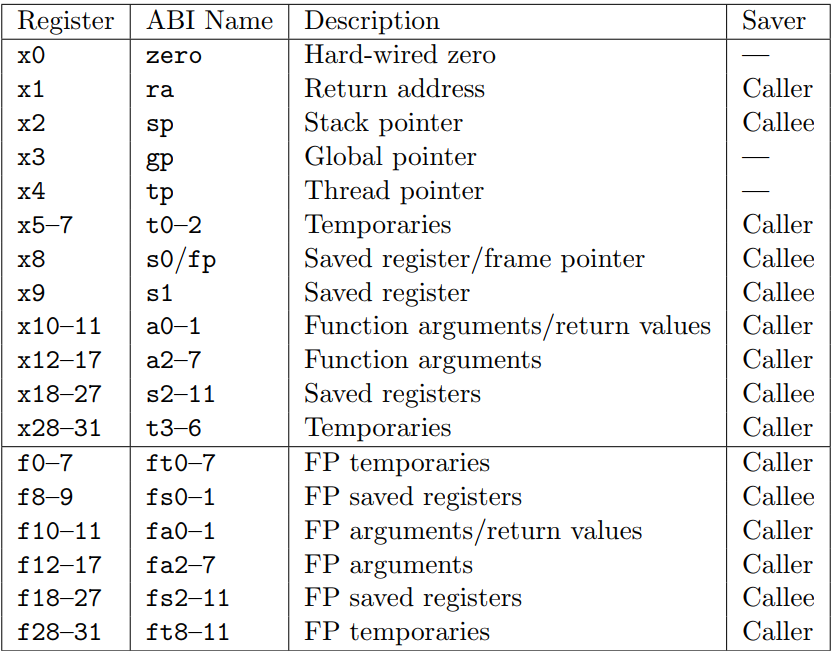 Register ABI Name Description Saver
x0 zero Hard-wired zero —
x1 ra Return address Caller
x2 sp Stack pointer Callee
x3 gp Global pointer —
x4 tp Thread pointer —
x5–7 t0–2 Temporaries Caller
x8 s0/fp Saved register/frame pointer Callee
x9 s1 Saved register Callee
x10–11 a0–1 Function arguments/return values Caller
x12–17 a2–7 Function arguments Caller
x18–27 s2–11 Saved registers Callee
x28–31 t3–6 Temporaries Caller
f0–7 ft0–7 FP temporaries Caller
f8–9 fs0–1 FP saved registers Callee
f10–11 fa0–1 FP arguments/return values Caller
f12–17 fa2–7 FP arguments Caller
f18–27 fs2–11 FP saved registers Callee
f28–31 ft8–11 FP temporaries Caller